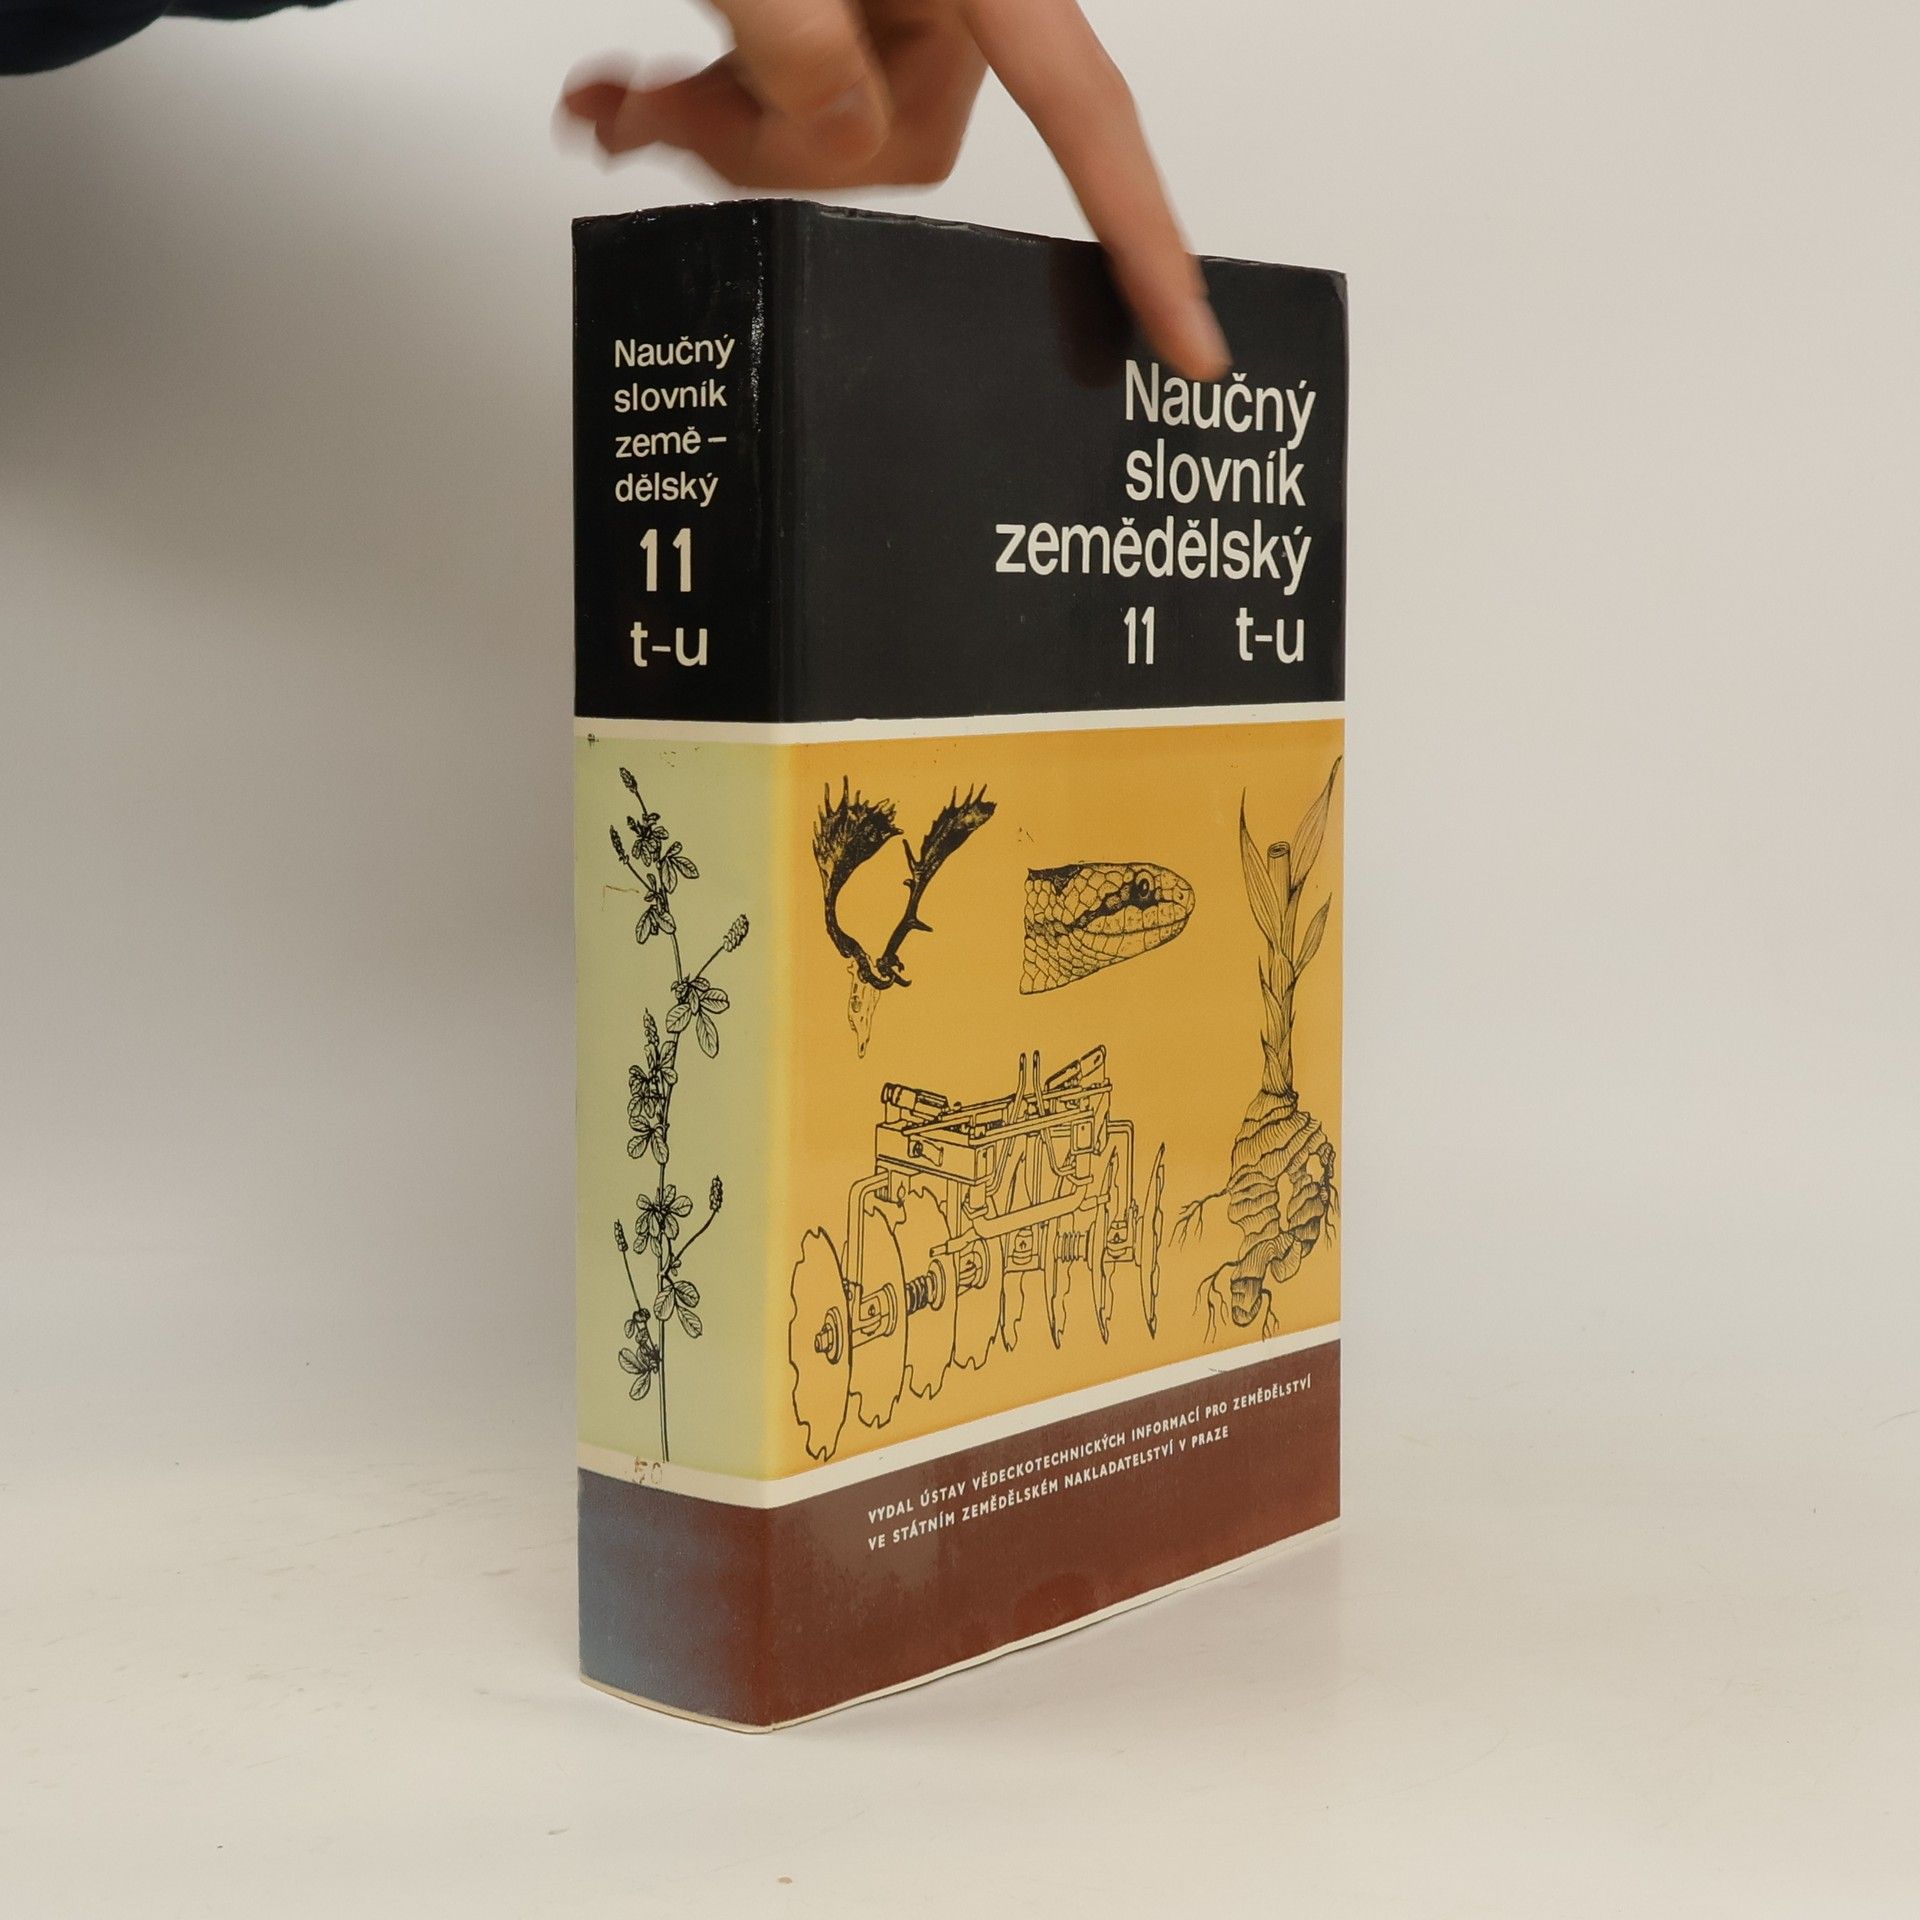 Naučný
slovník
země –
dělský
11
t-u
Naučný
slovník
zemědělský
11 t-u
VYDAL ÚSTAV VĚDECKOTECHNICKÝCH INFORMACÍ PRO ZEMĚDĚLSTVÍ
VE STÁTNÍM ZEMĚDĚLSKÉM NAKLADATELSTVÍ V PRAZE
50